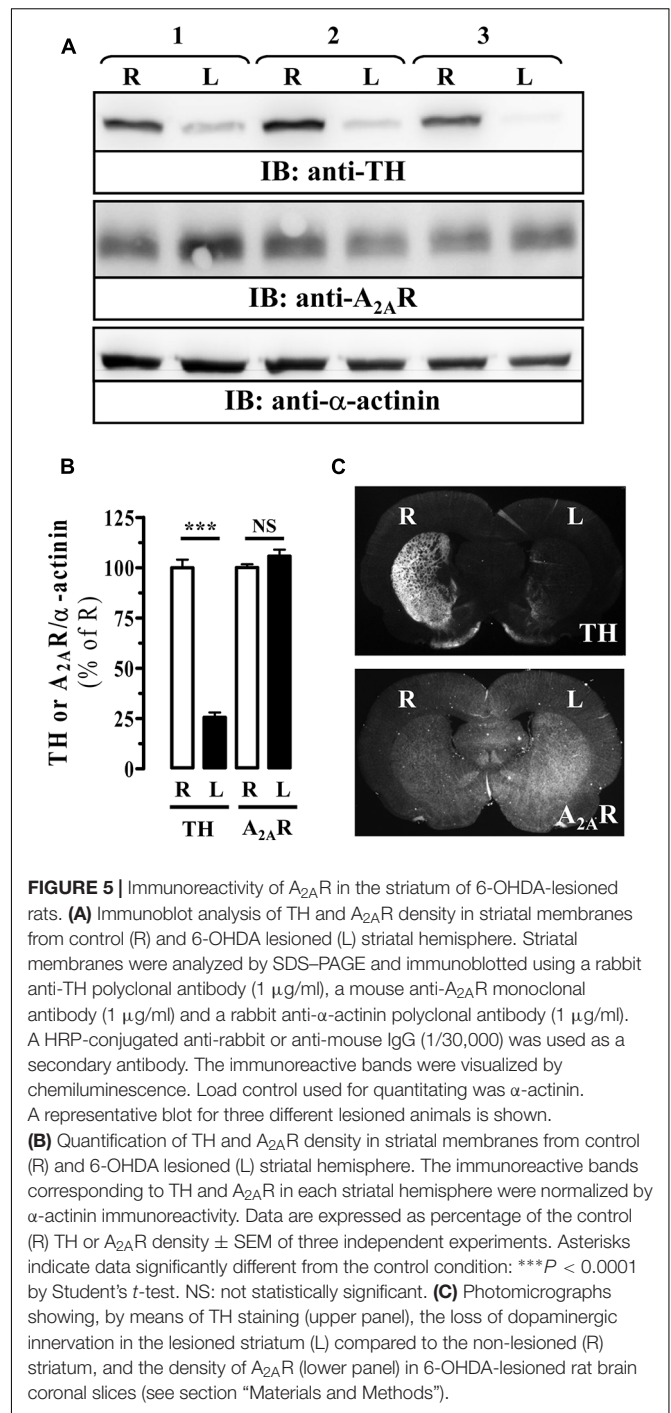 A
1 2 3
R L R L R L
IB: anti-TH
IB: anti-A2AR
IB: anti-α-actinin
B
TH or A2AR/α-actinin
(% of R)
125
100
75
50
25
0
*** NS
R L R L
TH A2AR
C
R L
TH
R L
A2AR
FIGURE 5 | Immunoreactivity of A2AR in the striatum of 6-OHDA-lesioned
rats. (A) Immunoblot analysis of TH and A2AR density in striatal membranes
from control (R) and 6-OHDA lesioned (L) striatal hemisphere. Striatal
membranes were analyzed by SDS–PAGE and immunoblotted using a rabbit
anti-TH polyclonal antibody (1 μg/ml), a mouse anti-A2AR monoclonal
antibody (1 μg/ml) and a rabbit anti-α-actinin polyclonal antibody (1 μg/ml).
A HRP-conjugated anti-rabbit or anti-mouse IgG (1/30,000) was used as a
secondary antibody. The immunoreactive bands were visualized by
chemiluminescence. Load control used for quantitating was α-actinin.
A representative blot for three different lesioned animals is shown.
(B) Quantification of TH and A2AR density in striatal membranes from control
(R) and 6-OHDA lesioned (L) striatal hemisphere. The immunoreactive bands
corresponding to TH and A2AR in each striatal hemisphere were normalized by
α-actinin immunoreactivity. Data are expressed as percentage of the control
(R) TH or A2AR density ± SEM of three independent experiments. Asterisks
indicate data significantly different from the control condition: ***P < 0.0001
by Student's t-test. NS: not statistically significant. (C) Photomicrographs
showing, by means of TH staining (upper panel), the loss of dopaminergic
innervation in the lesioned striatum (L) compared to the non-lesioned (R)
striatum, and the density of A2AR (lower panel) in 6-OHDA-lesioned rat brain
coronal slices (see section "Materials and Methods").